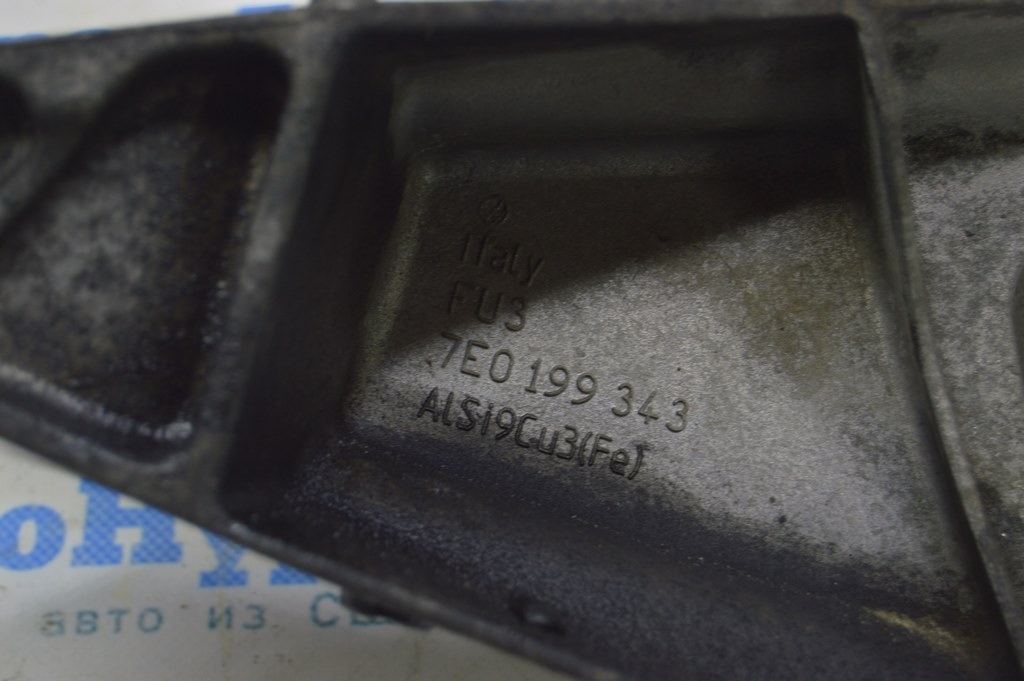 Italy
FU3
7E0 199 343
AlSi9Cu3(Fe)
авто из